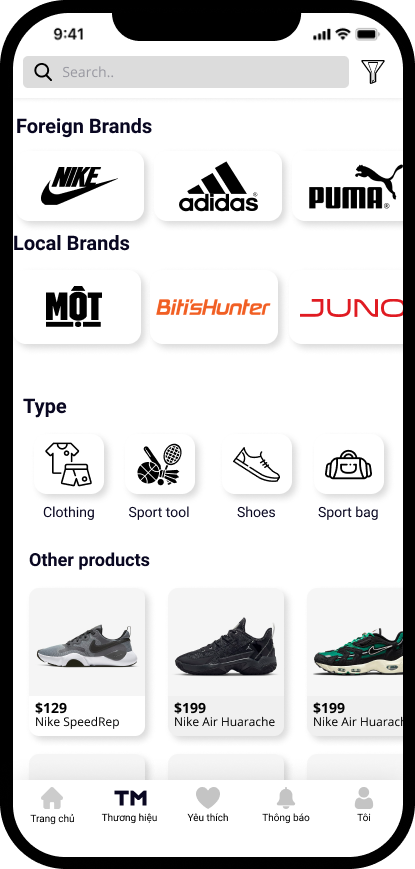 9:41
Search..
Foreign Brands
NIKE
adidas®
PUMA®
Local Brands
MỘT
Biti'sHunter
JUNO
Type
Clothing
Sport tool
Shoes
Sport bag
Other products
$129
Nike SpeedRep
$199
Nike Air Huarache
$199
Nike Air Huarach
TM
Trang chủ
Thương hiệu
Yêu thích
Thông báo
Tôi